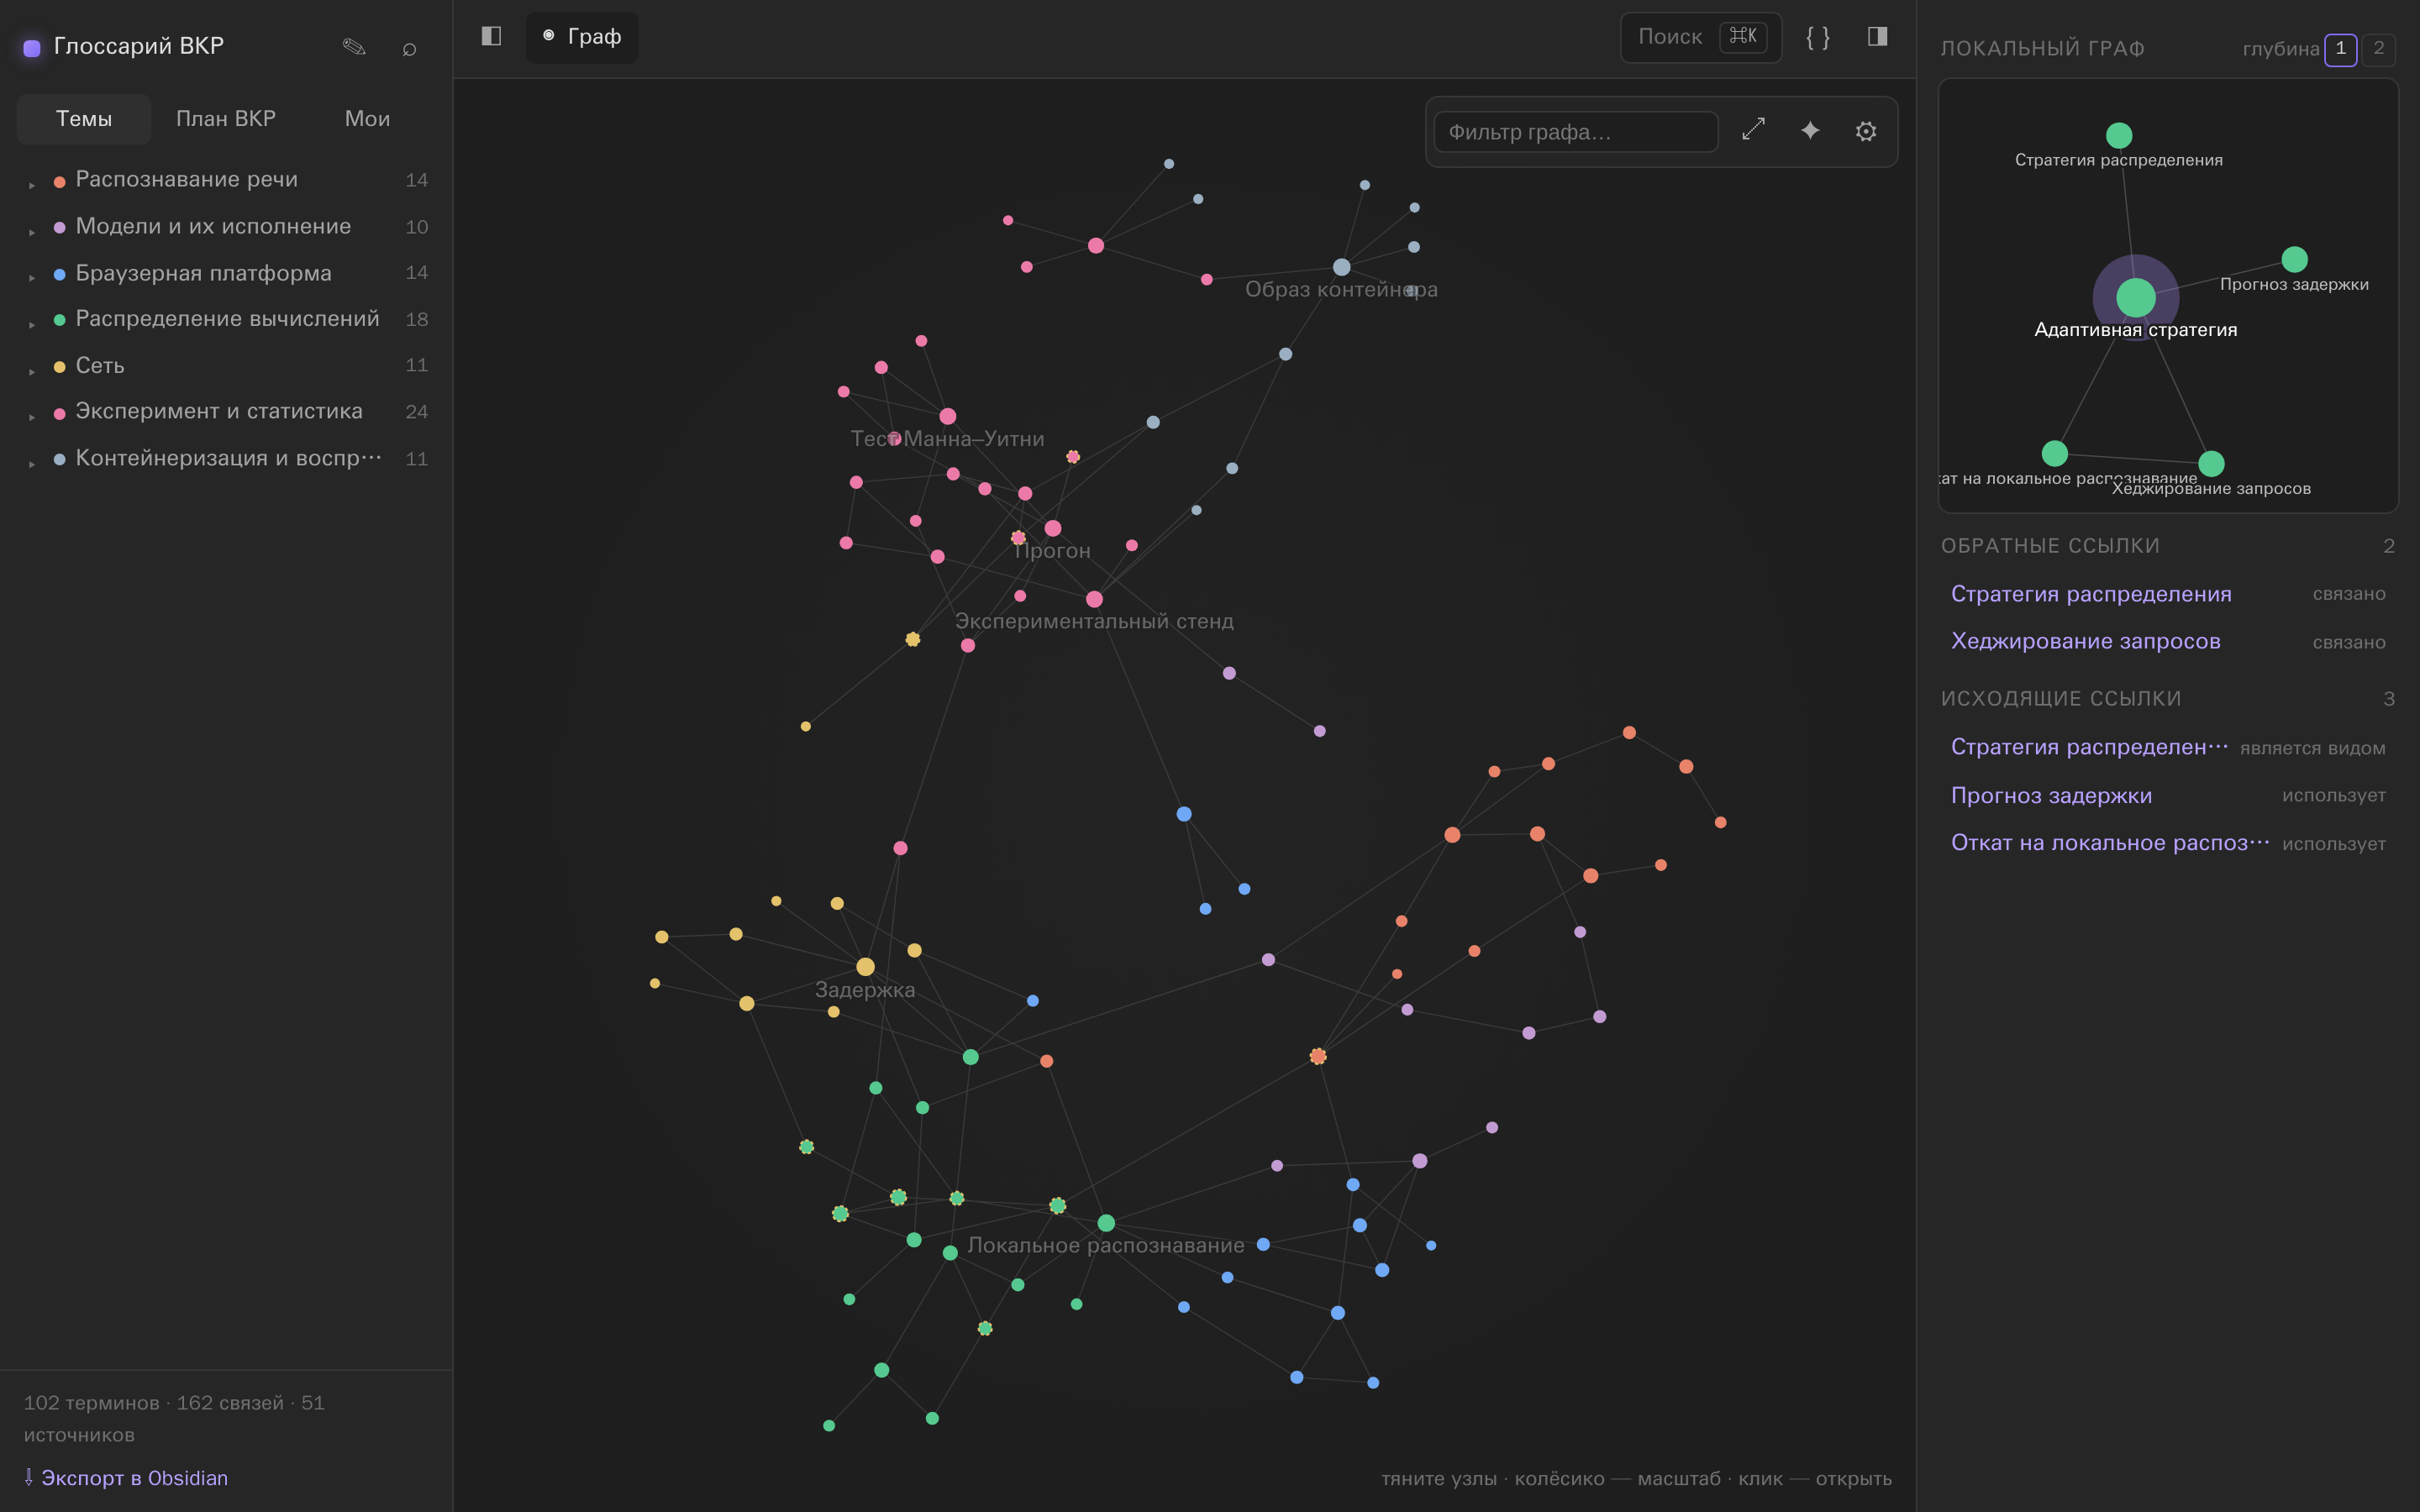 Глоссарий ВКР
Темы
План ВКР
Мои
Распознавание речи 14
Модели и их исполнение 10
Браузерная платформа 14
Распределение вычислений 18
Сеть 11
Эксперимент и статистика 24
Контейнеризация и воспр··· 11
102 терминов · 162 связей · 51
источников
Экспорт в Obsidian
Граф
Поиск ⌘K
{ }
Фильтр графа…
Образ контейнера
Тест Манна–Уитни
Прогон
Экспериментальный стенд
Задержка
Локальное распознавание
тяните узлы · колёсико — масштаб · клик — открыть
ЛОКАЛЬНЫЙ ГРАФ
глубина 1 2
Стратегия распределения
Прогноз задержки
Адаптивная стратегия
кат на локальное распознавание
Хеджирование запросов
ОБРАТНЫЕ ССЫЛКИ 2
Стратегия распределения связано
Хеджирование запросов связано
ИСХОДЯЩИЕ ССЫЛКИ 3
Стратегия распределен··· является видом
Прогноз задержки использует
Откат на локальное распоз··· использует